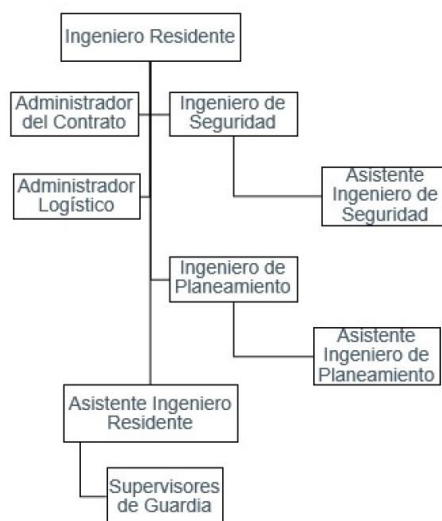 Ingeniero Residente
Administrador
del Contrato
Ingeniero de
Seguridad
Asistente
Ingeniero de
Seguridad
Administrador
Logístico
Ingeniero de
Planeamiento
Asistente
Ingeniero de
Planeamiento
Asistente Ingeniero
Residente
Supervisores
de Guardia